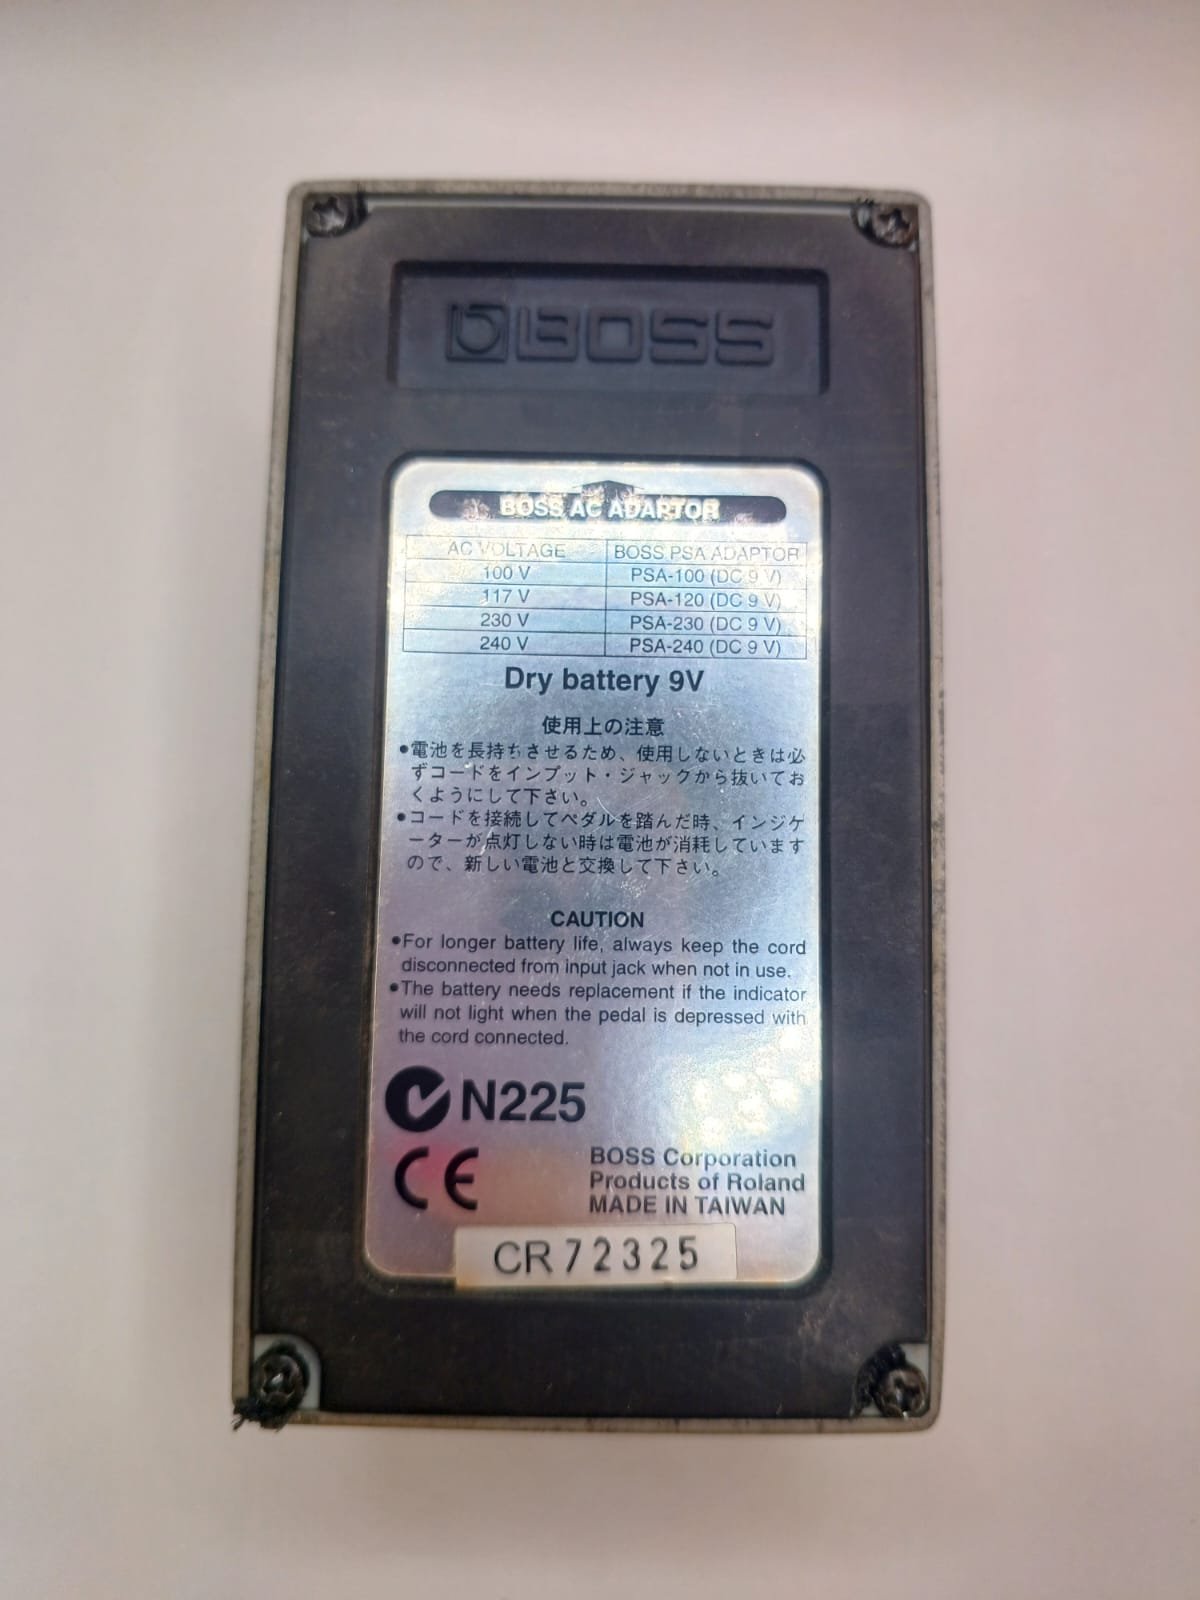 BOSS
BOSS AC ADAPTOR
AC VOLTAGE BOSS PSA ADAPTOR
100 V PSA-100 (DC 9 V)
117 V PSA-120 (DC 9 V)
230 V PSA-230 (DC 9 V)
240 V PSA-240 (DC 9 V)
Dry battery 9V
使用上の注意
●電池を長持ちさせるため、使用しないときは必
ずコードをインプット・ジャックから抜いてお
くようにして下さい。
●コードを接続してペダルを踏んだ時、インジケ
ーターが点灯しない時は電池が消耗しています
ので、新しい電池と交換して下さい。
CAUTION
●For longer battery life, always keep the cord
disconnected from input jack when not in use.
●The battery needs replacement if the indicator
will not light when the pedal is depressed with
the cord connected.
N225
CE
BOSS Corporation
Products of Roland
MADE IN TAIWAN
CR72325